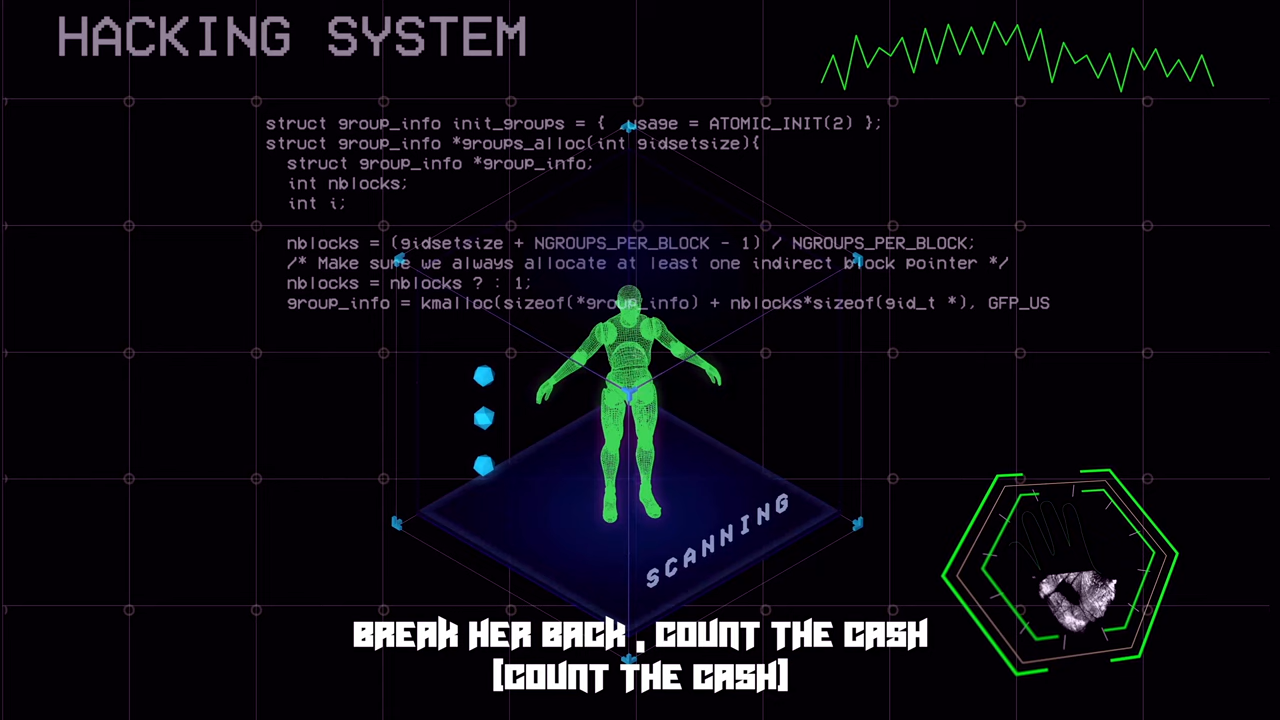 HACKING SYSTEM
struct group_info init_groups = { .usage = ATOMIC_INIT(2) };
struct group_info *groups_alloc(int gidsetsize){
struct group_info *group_info;
int nblocks;
int i;
nblocks = (gidsetsize + NGROUPS_PER_BLOCK - 1) / NGROUPS_PER_BLOCK;
/* Make sure we always allocate at least one indirect block pointer */
nblocks = nblocks ? : 1;
group_info = kmalloc(sizeof(*group_info) + nblocks*sizeof(gid_t *), GFP_US
SCANNING
BREAK HER BACK , COUNT THE CASH
[COUNT THE CASH]